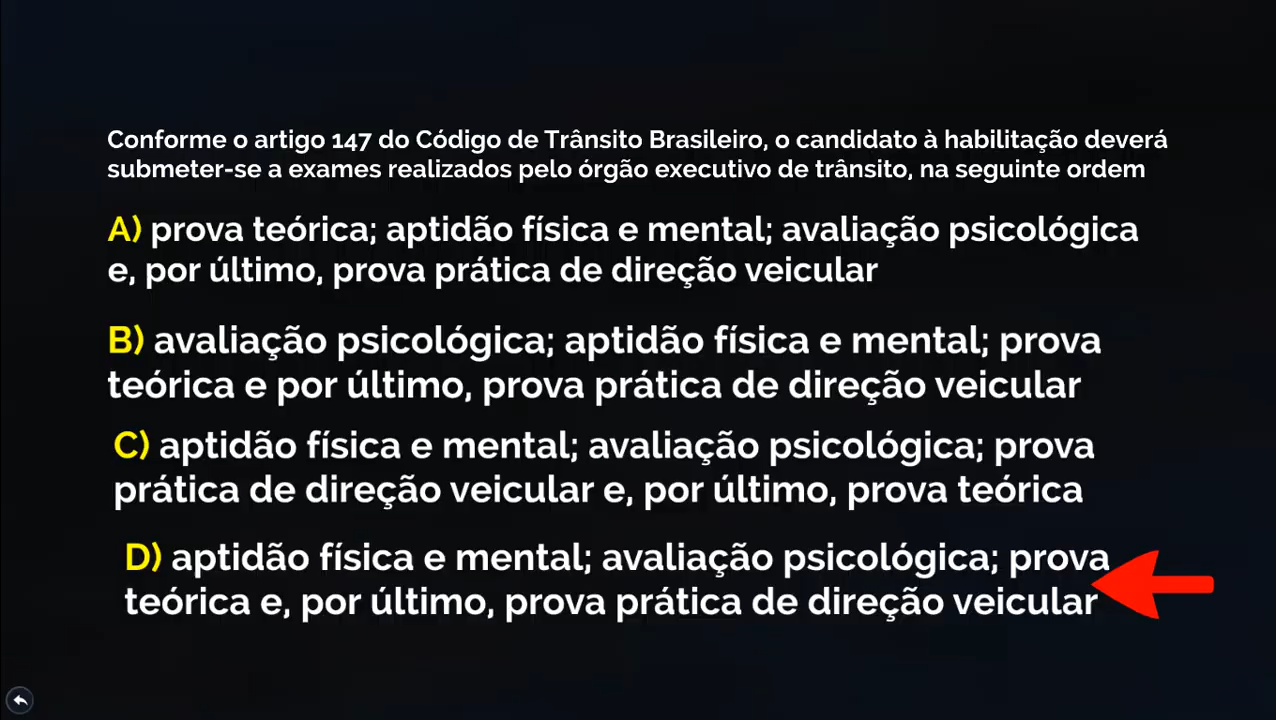 Conforme o artigo 147 do Código de Trânsito Brasileiro, o candidato à habilitação deverá
submeter-se a exames realizados pelo órgão executivo de trânsito, na seguinte ordem
A) prova teórica; aptidão física e mental; avaliação psicológica
e, por último, prova prática de direção veicular
B) avaliação psicológica; aptidão física e mental; prova
teórica e por último, prova prática de direção veicular
C) aptidão física e mental; avaliação psicológica; prova
prática de direção veicular e, por último, prova teórica
D) aptidão física e mental; avaliação psicológica; prova
teórica e, por último, prova prática de direção veicular